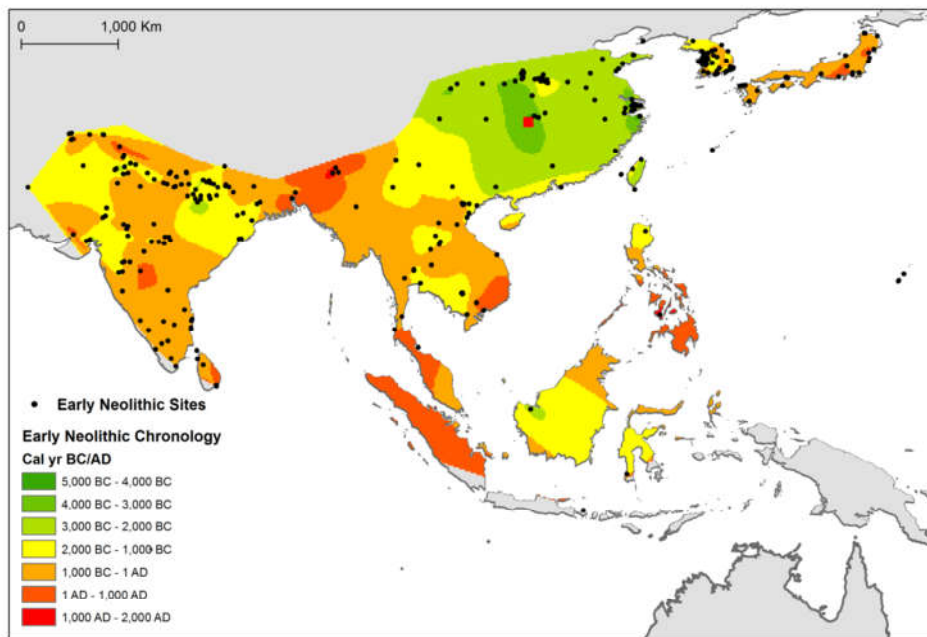 0 1,000 Km
Early Neolithic Sites
Early Neolithic Chronology
Cal yr BC/AD
5,000 BC - 4,000 BC
4,000 BC - 3,000 BC
3,000 BC - 2,000 BC
2,000 BC - 1,000 BC
1,000 BC - 1 AD
1 AD - 1,000 AD
1,000 AD - 2,000 AD